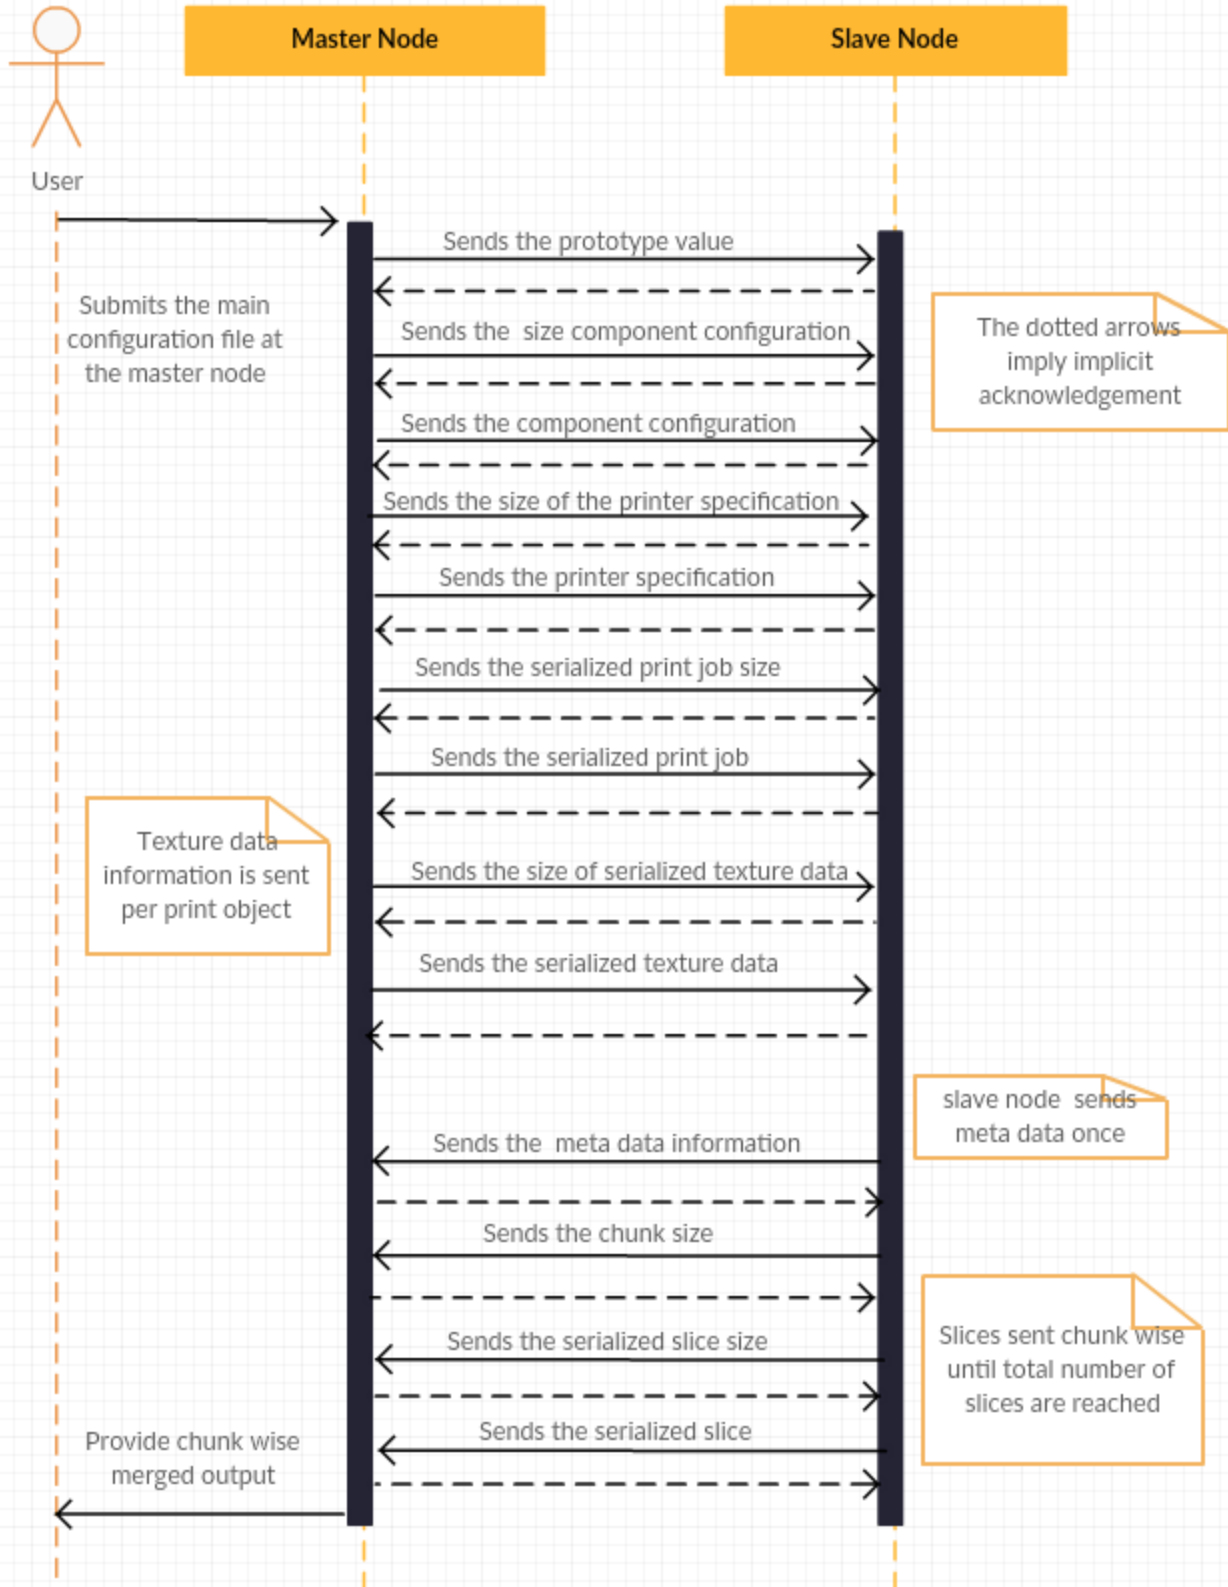 Master Node
Slave Node
User
Sends the prototype value
Submits the main
configuration file at
the master node
Sends the  size component configuration
The dotted arrows
imply implicit
acknowledgement
Sends the component configuration
Sends the size of the printer specification
Sends the printer specification
Sends the serialized print job size
Sends the serialized print job
Texture data
information is sent
per print object
Sends the size of serialized texture data
Sends the serialized texture data
slave node  sends
meta data once
Sends the  meta data information
Sends the chunk size
Slices sent chunk wise
until total number of
slices are reached
Sends the serialized slice size
Sends the serialized slice
Provide chunk wise
merged output